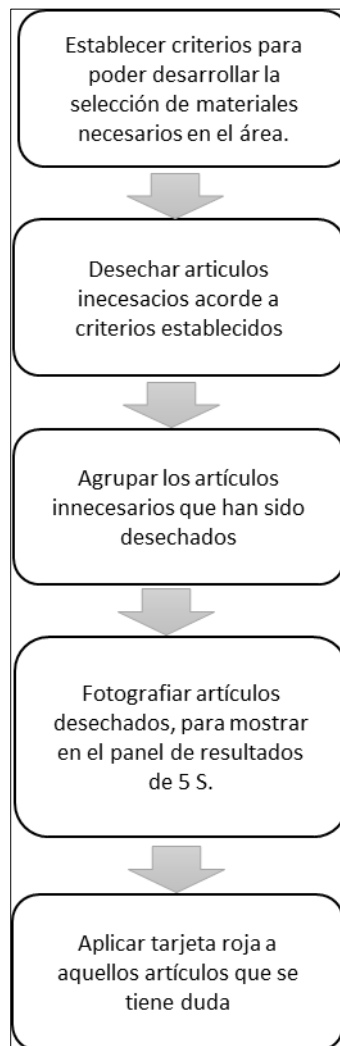 Establecer criterios para
poder desarrollar la
selección de materiales
necesarios en el área.
Desechar articulos
inecesacios acorde a
criterios establecidos
Agrupar los artículos
innecesarios que han sido
desechados
Fotografiar artículos
desechados, para mostrar
en el panel de resultados
de 5 S.
Aplicar tarjeta roja a
aquellos artículos que se
tiene duda